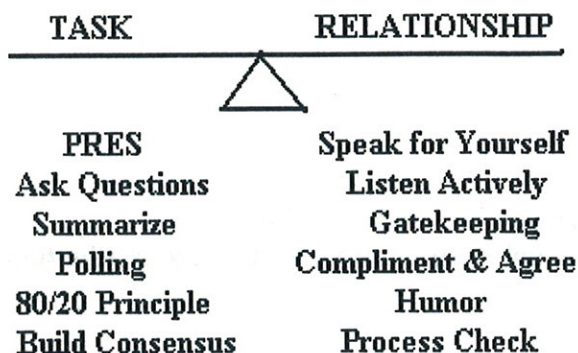 TASK RELATIONSHIP
PRES Speak for Yourself
Ask Questions Listen Actively
Summarize Gatekeeping
Polling Compliment & Agree
80/20 Principle Humor
Build Consensus Process Check